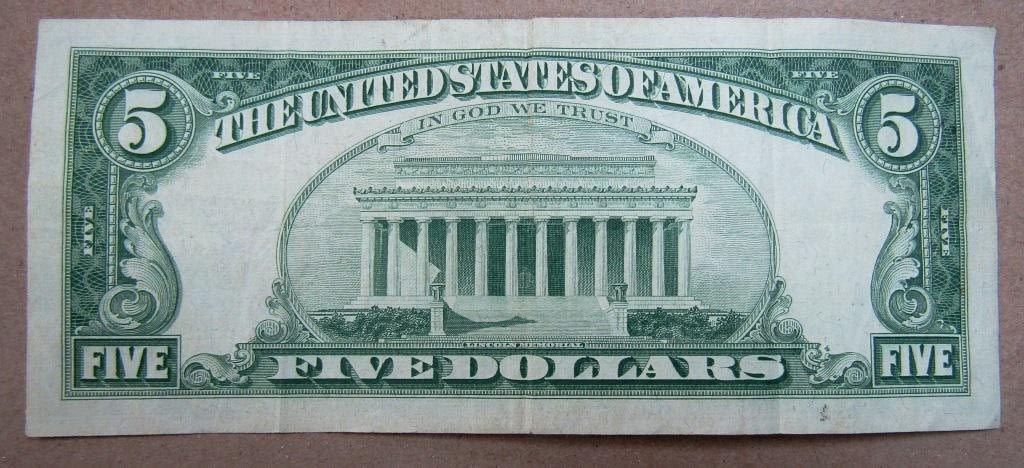 FIVE FIVE
5 THE UNITED STATES OF AMERICA 5
IN GOD WE TRUST
FIVE FIVE
LINCOLN MEMORIAL
FIVE FIVE DOLLARS FIVE